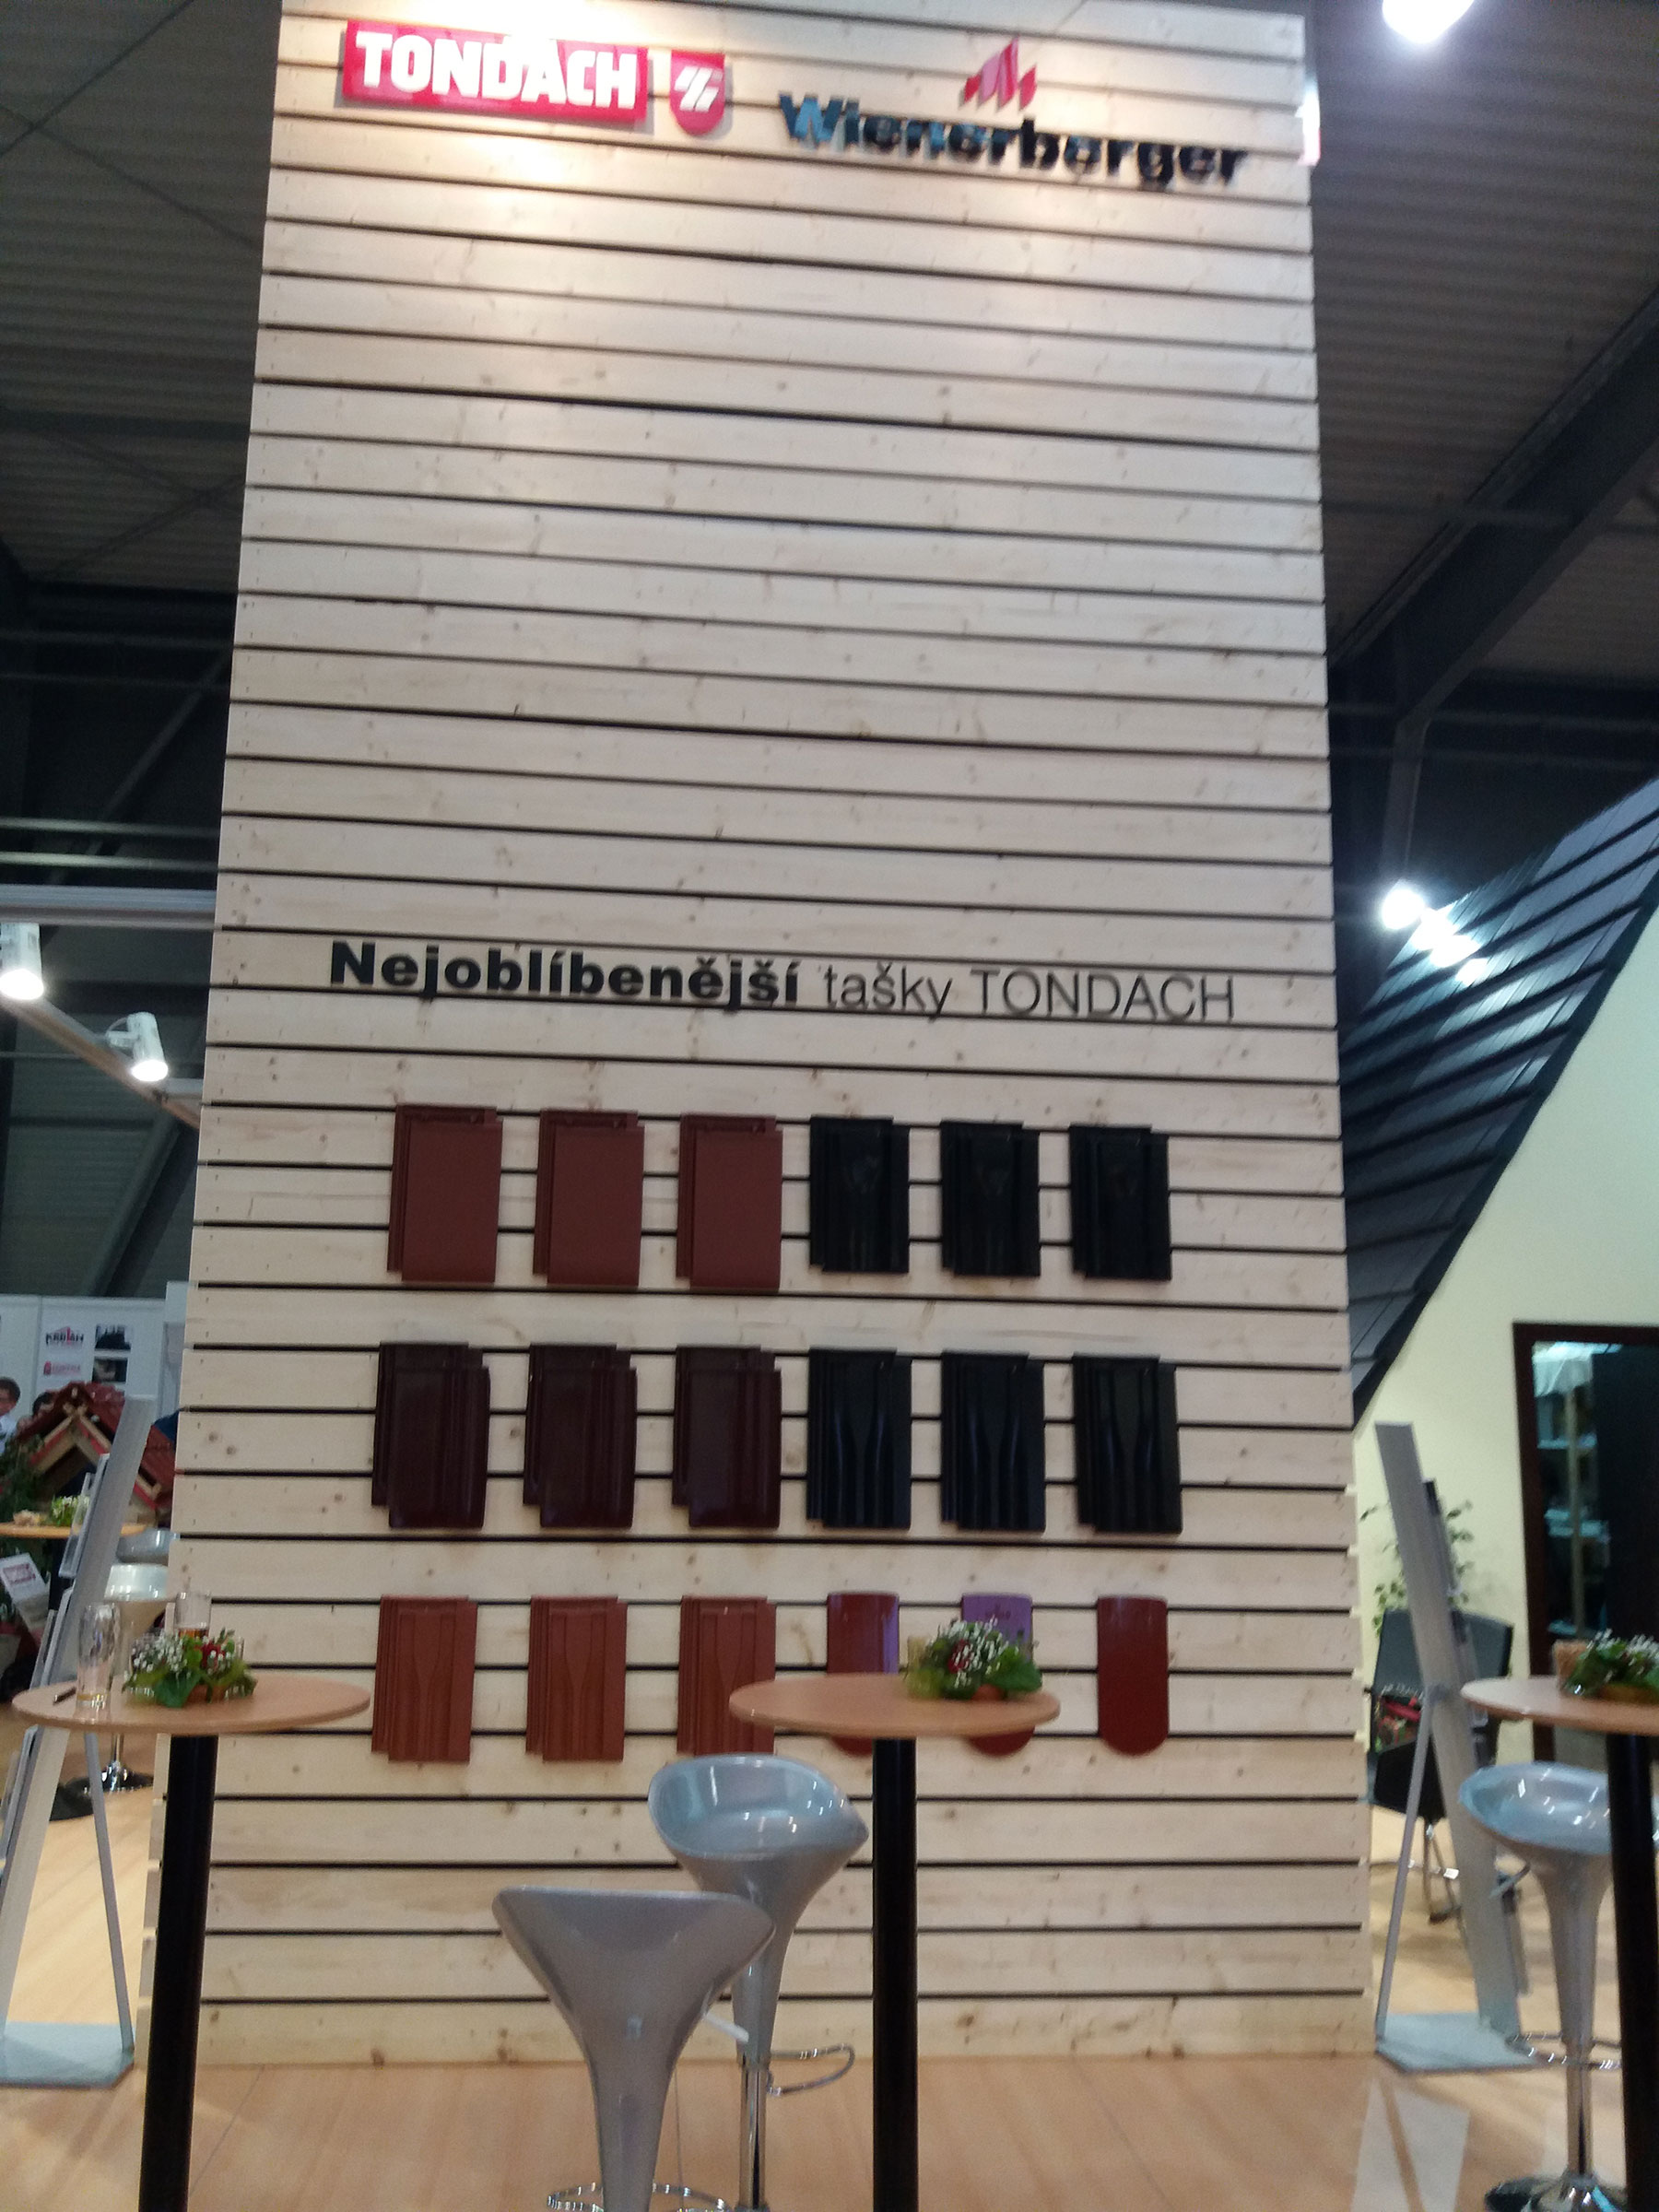 TONDACH
Wienerberger
Nejoblíbenější tašky TONDACH